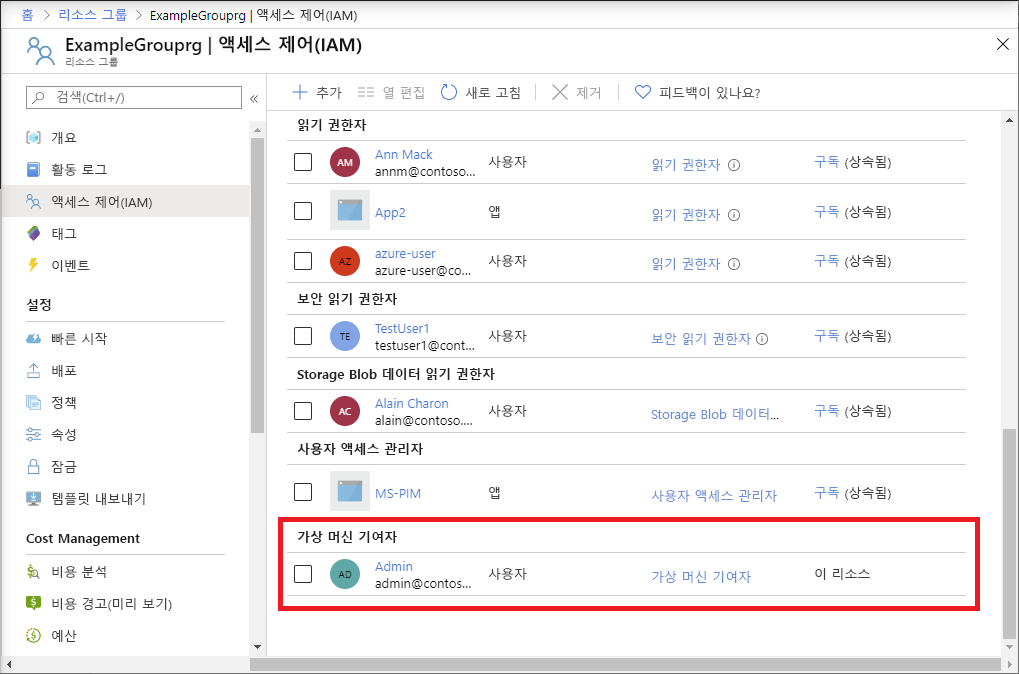 홈 > 리소스 그룹 > ExampleGrouprg | 액세스 제어(IAM)
ExampleGrouprg | 액세스 제어(IAM)
리소스 그룹
검색(Ctrl+/)
«
개요
활동 로그
액세스 제어(IAM)
태그
이벤트
설정
빠른 시작
배포
정책
속성
잠금
템플릿 내보내기
Cost Management
비용 분석
비용 경고(미리 보기)
예산
추가 열 편집 새로 고침 제거 피드백이 있나요?
읽기 권한자
AM Ann Mack 사용자 읽기 권한자 구독 (상속됨)
annm@contoso...
App2 앱 읽기 권한자 구독 (상속됨)
AZ azure-user 사용자 읽기 권한자 구독 (상속됨)
azure-user@co...
보안 읽기 권한자
TE TestUser1 사용자 보안 읽기 권한자 구독 (상속됨)
testuser1@cont...
Storage Blob 데이터 읽기 권한자
AC Alain Charon 사용자 Storage Blob 데이터... 구독 (상속됨)
alain@contoso....
사용자 액세스 관리자
MS-PIM 앱 사용자 액세스 관리자 구독 (상속됨)
가상 머신 기여자
AD Admin 사용자 가상 머신 기여자 이 리소스
admin@contos...